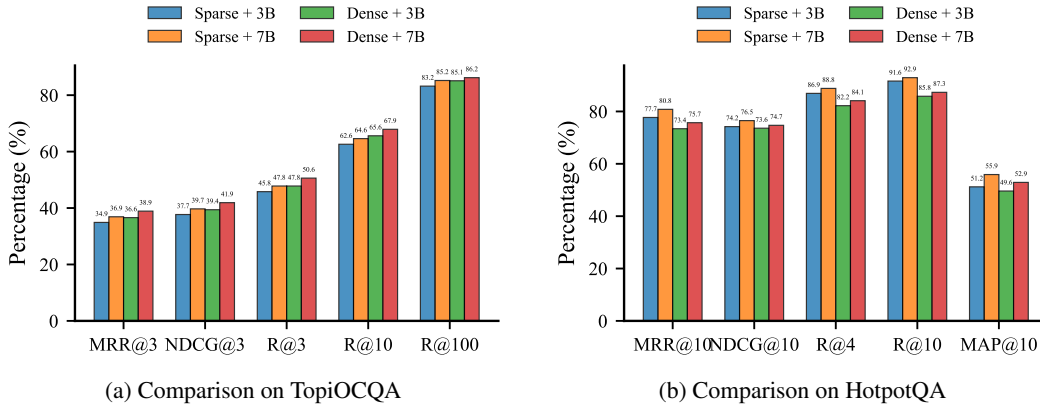 Sparse + 3B Dense + 3B
Sparse + 7B Dense + 7B
Percentage (%)
80
60
40
20
0
34.9 36.9 36.6 38.9
37.7 39.7 39.4 41.9
45.8 47.8 47.8 50.6
62.6 64.6 65.6 67.9
83.2 85.2 85.1 86.2
MRR@3 NDCG@3 R@3 R@10 R@100
(a) Comparison on TopiOCQA
Sparse + 3B Dense + 3B
Sparse + 7B Dense + 7B
Percentage (%)
80
60
40
20
0
77.7 80.8 73.4 75.7
74.2 76.5 73.6 74.7
86.9 88.8 82.2 84.1
91.6 92.9 85.8 87.3
51.2 55.9 49.6 52.9
MRR@10 NDCG@10 R@4 R@10 MAP@10
(b) Comparison on HotpotQA